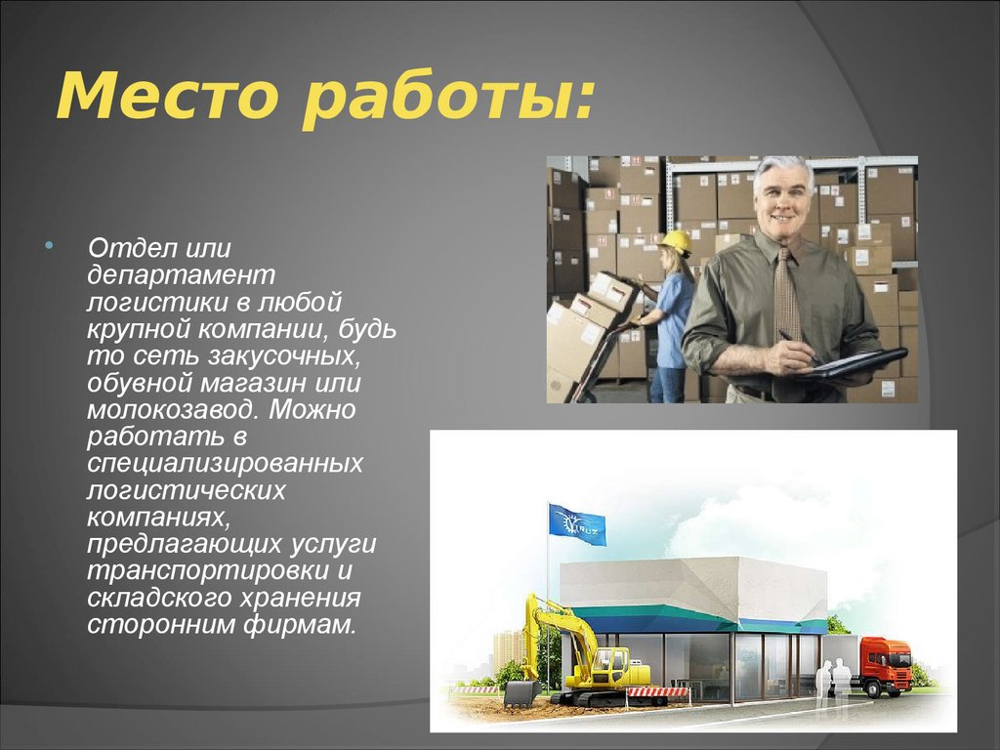 Место работы:
• Отдел или
департамент
логистики в любой
крупной компании, будь
то сеть закусочных,
обувной магазин или
молокозавод. Можно
работать в
специализированных
логистических
компаниях,
предлагающих услуги
транспортировки и
складского хранения
сторонним фирмам.